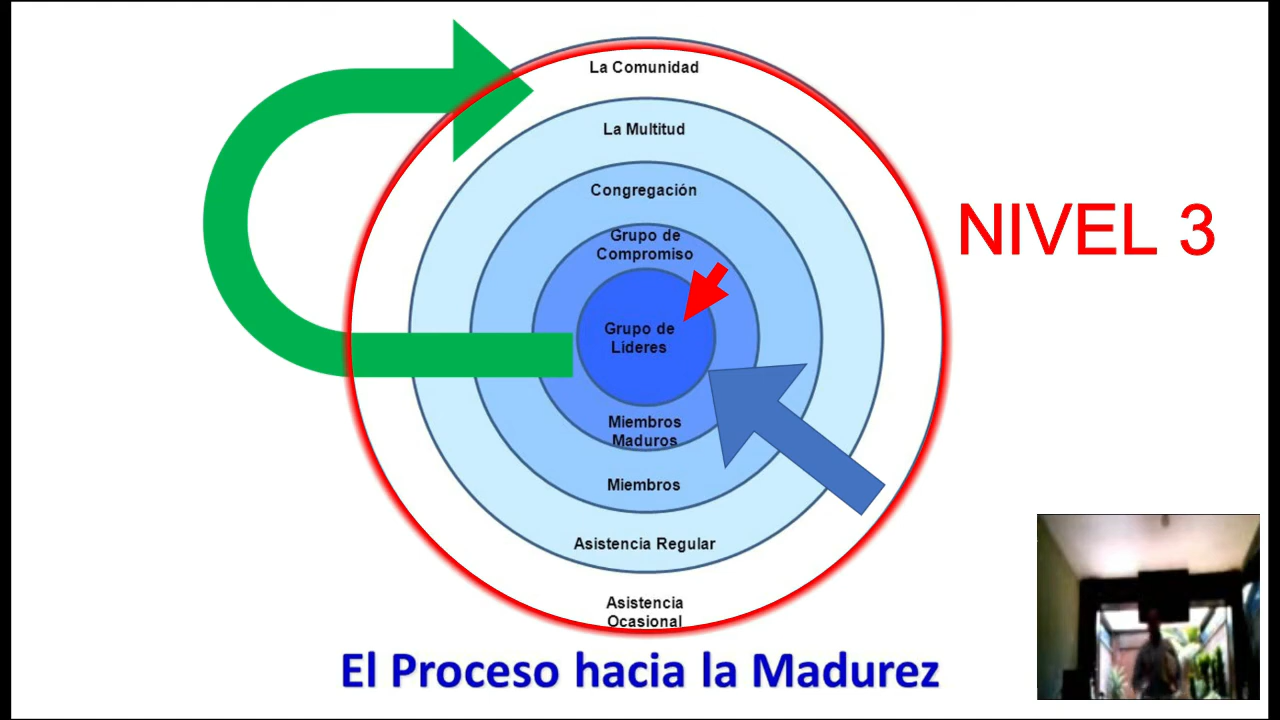 La Comunidad
La Multitud
Congregación
Grupo de
Compromiso
NIVEL 3
Grupo de
Lideres
Miembros
Maduros
Miembros
Asistencia Regular
Asistencia
Ocasional
El Proceso hacia la Madurez